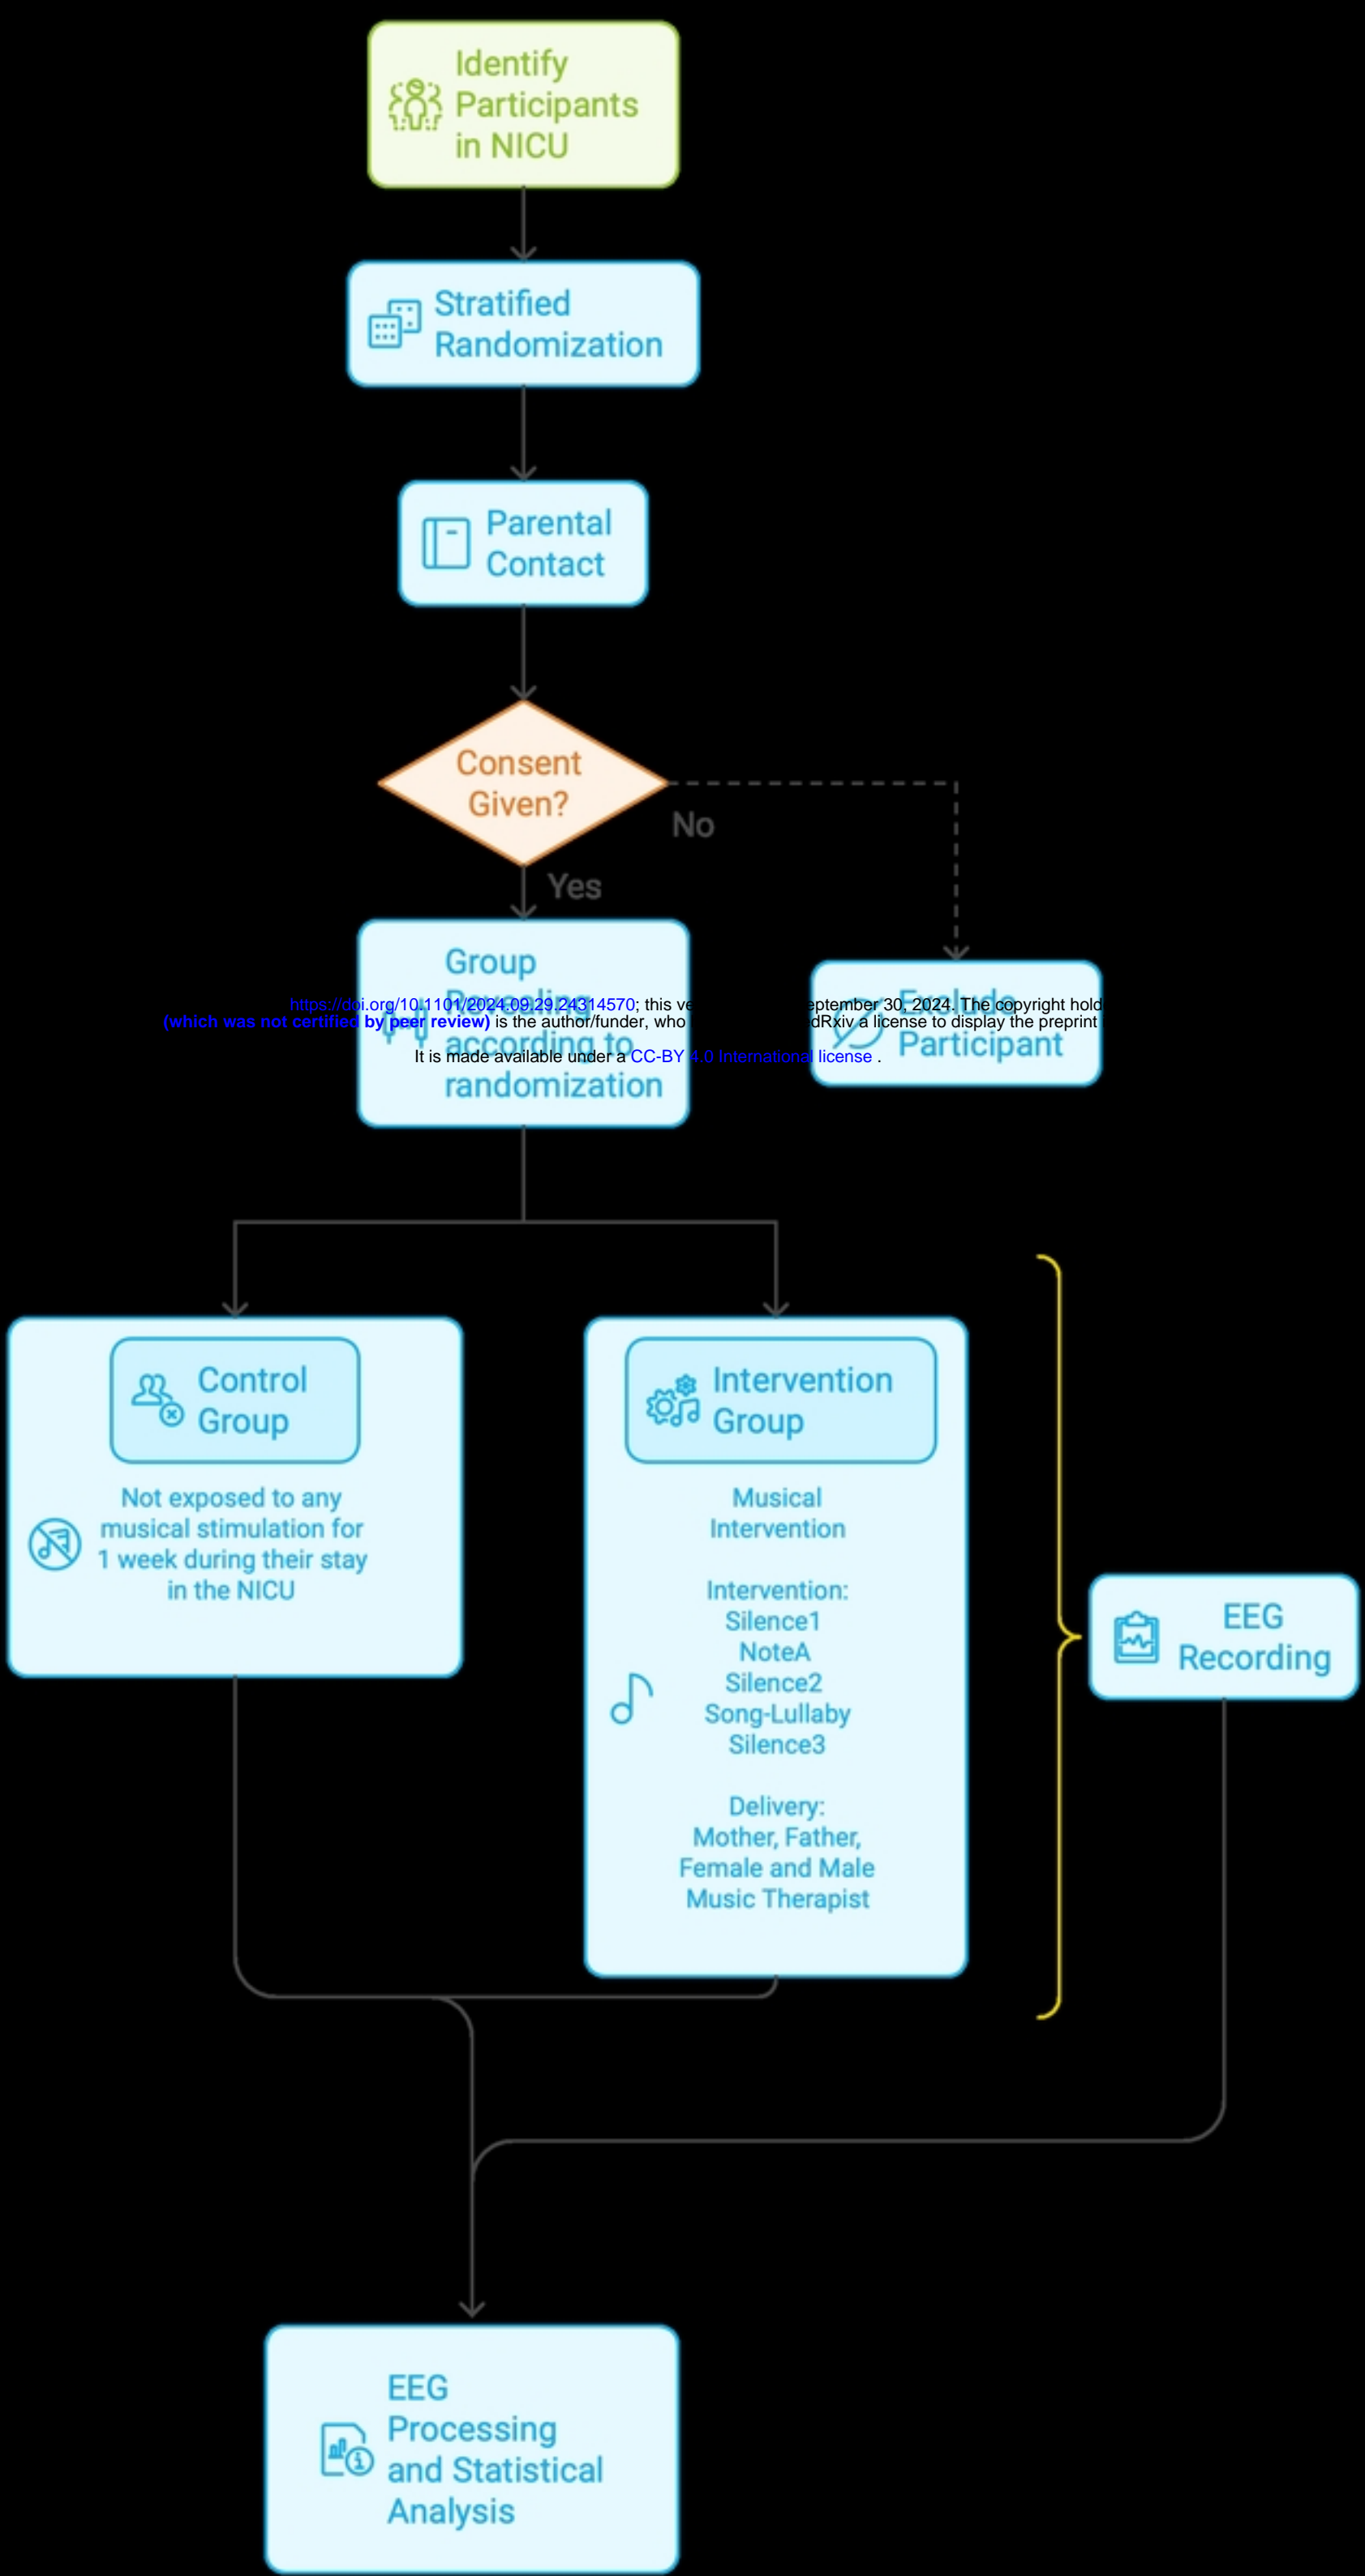 Identify
Participants
in NICU
Stratified
Randomization
Parental
Contact
Consent
Given?
No
Yes
Group
Revealing
according to
randomization
Exclude
Participant
https://doi.org/10.1101/2024.09.29.24314570; this ve eptember 30, 2024. The copyright hold
(which was not certified by peer review) is the author/funder, who dRxiv a license to display the preprint
It is made available under a CC-BY 4.0 International license .
Control
Group
Not exposed to any
musical stimulation for
1 week during their stay
in the NICU
Intervention
Group
Musical
Intervention
Intervention:
Silence1
NoteA
Silence2
Song-Lullaby
Silence3
Delivery:
Mother, Father,
Female and Male
Music Therapist
EEG
Recording
EEG
Processing
and Statistical
Analysis